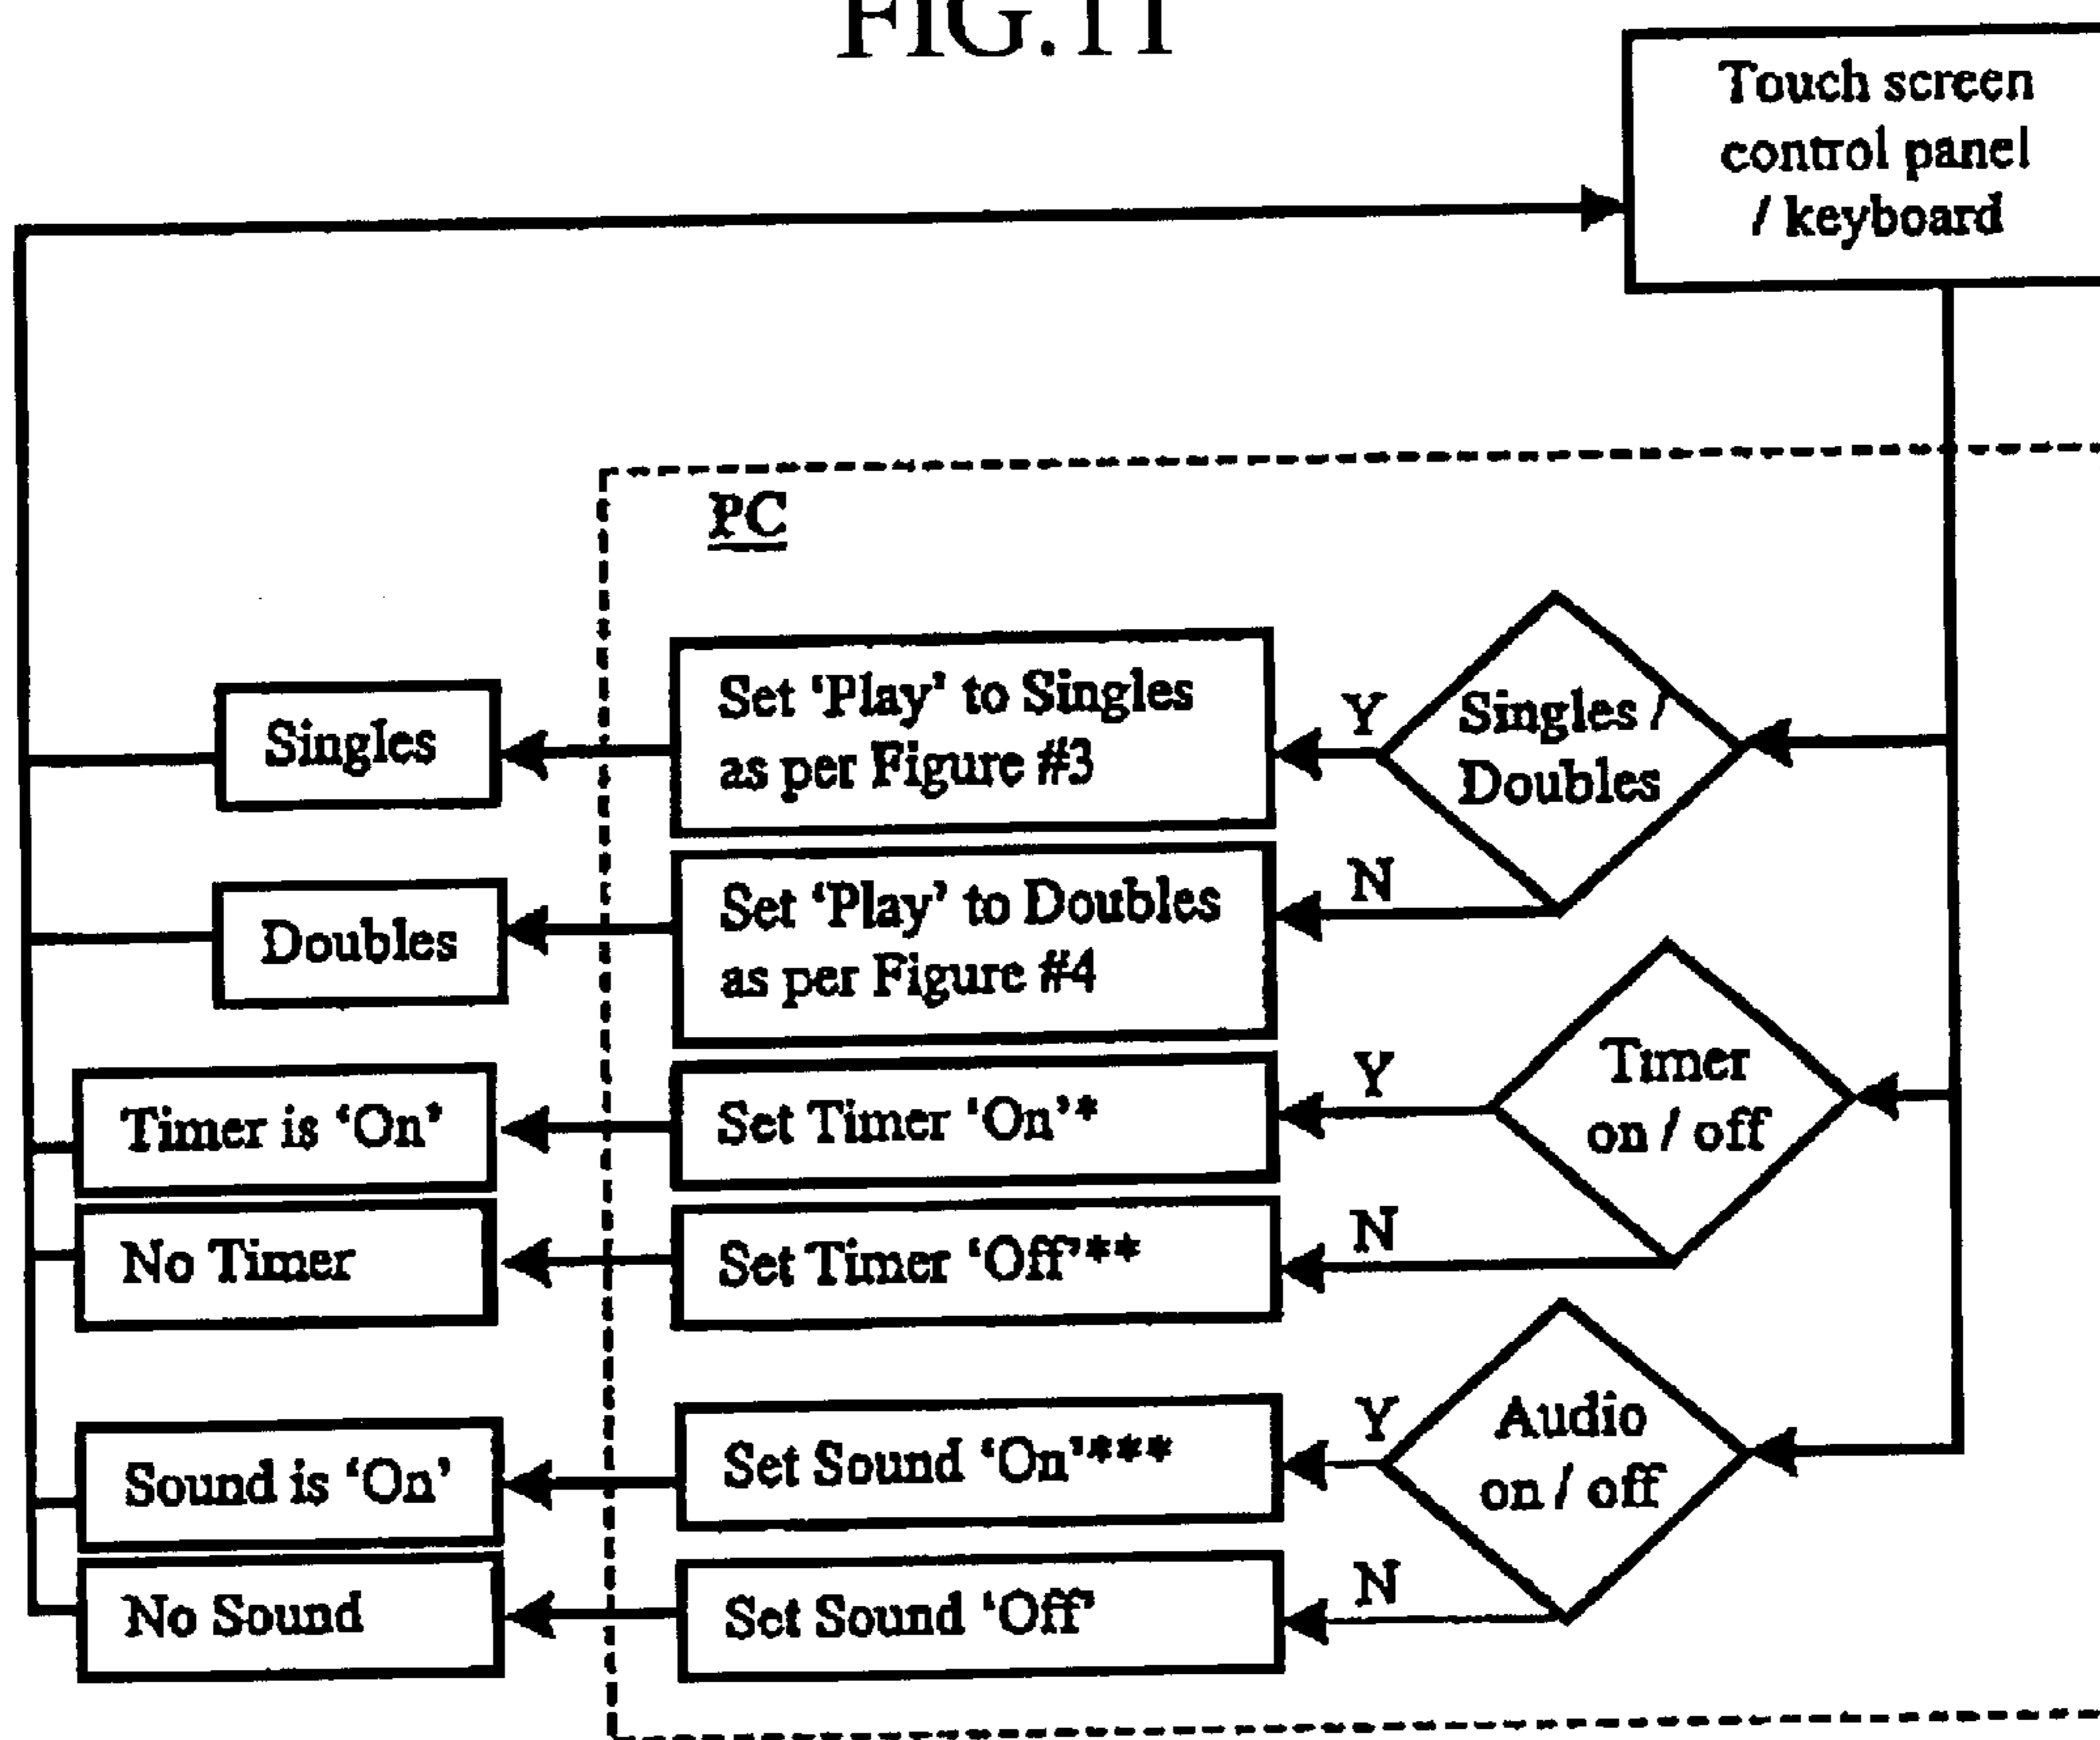 FIG.11
Touch screen
control panel
/ keyboard
PC
Singles
Set ‘Play’ to Singles
as per Figure #3
Y
Singles /
Doubles
Doubles
Set ‘Play’ to Doubles
as per Figure #4
N
Timer is ‘On’
Set Timer ‘On’*
Y
Timer
on / off
No Timer
Set Timer ‘Off’**
N
Sound is ‘On’
Set Sound ‘On’***
Y
Audio
on / off
No Sound
Set Sound ‘Off’
N